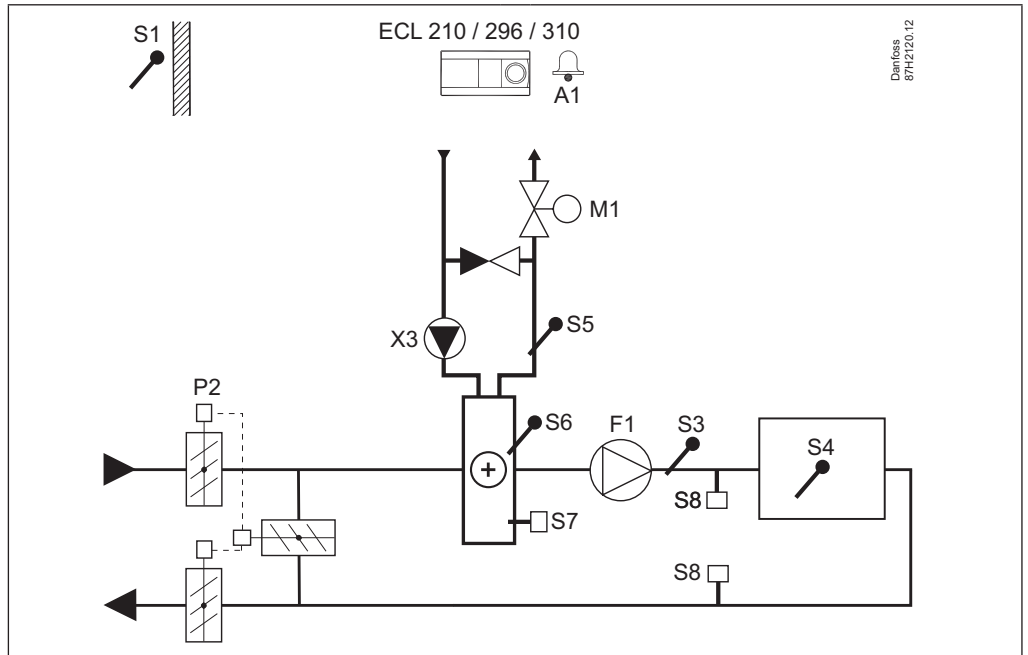 S1
ECL 210 / 296 / 310
A1
Danfoss
87H2120.12
M1
X3
S5
P2
S6
F1
S3
S4
S8
S7
S8